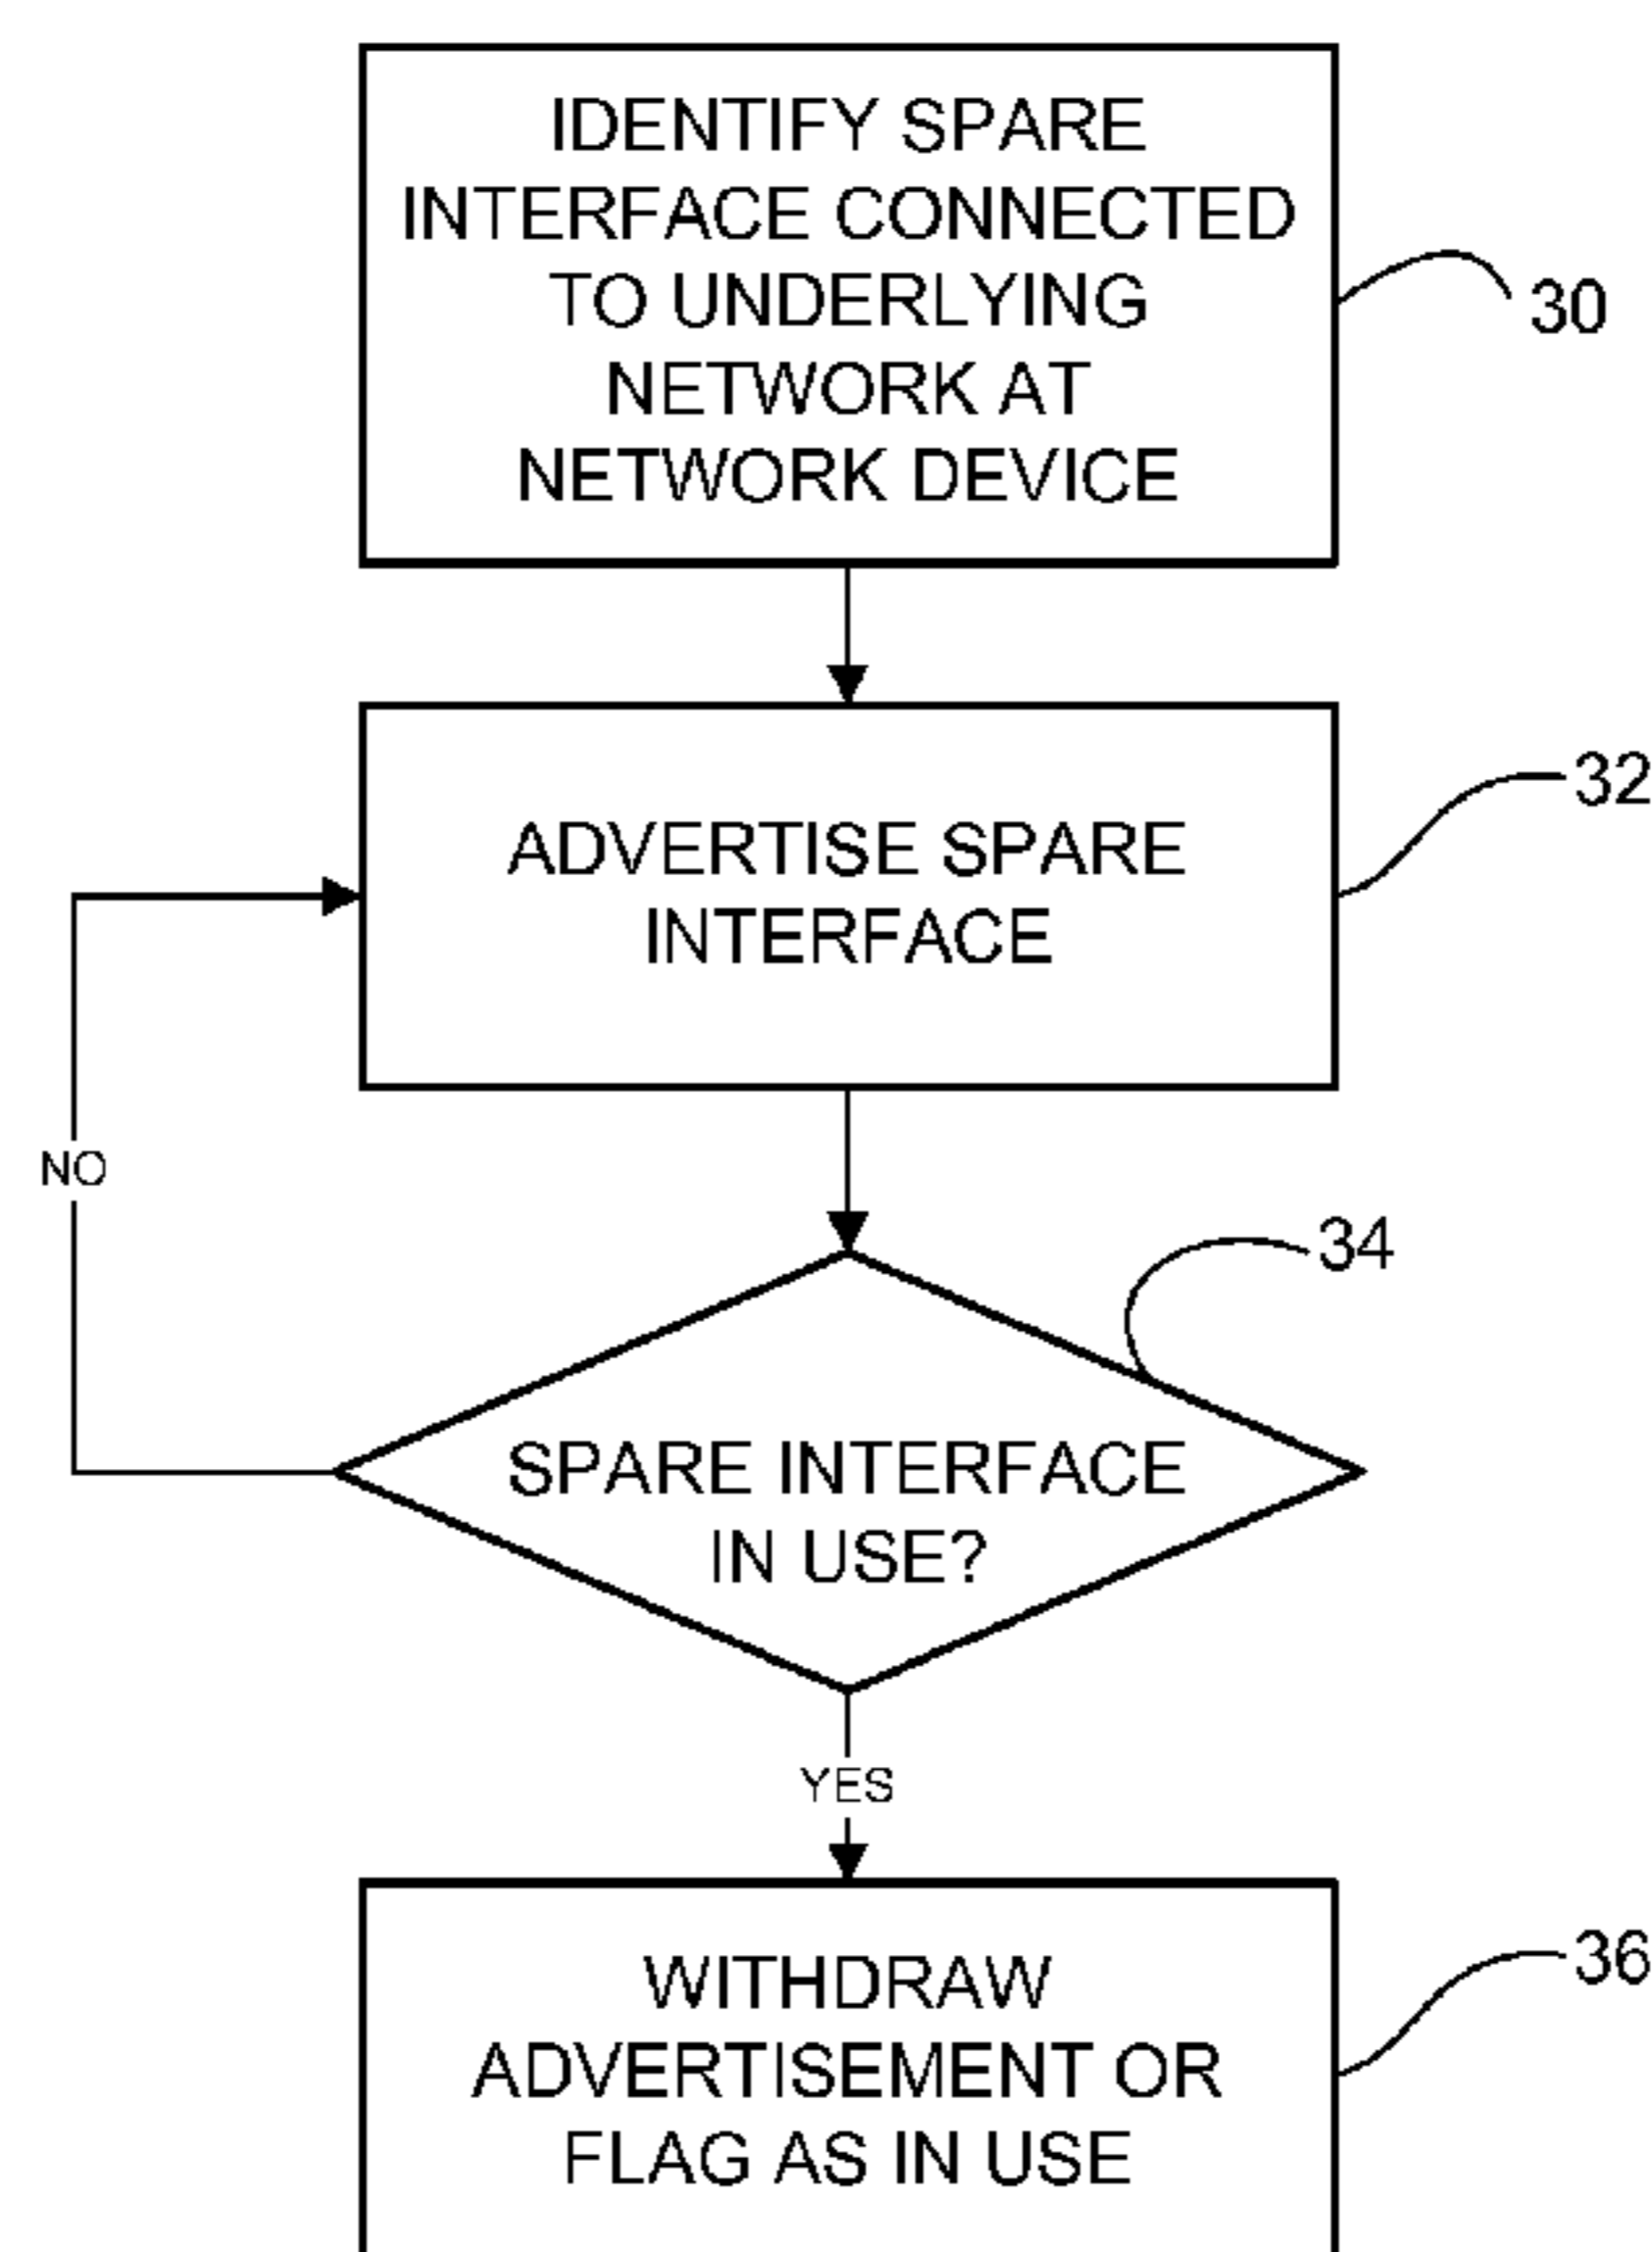 IDENTIFY SPARE
INTERFACE CONNECTED
TO UNDERLYING
NETWORK AT
NETWORK DEVICE
30
ADVERTISE SPARE
INTERFACE
32
NO
34
SPARE INTERFACE
IN USE?
YES
WITHDRAW
ADVERTISEMENT OR
FLAG AS IN USE
36